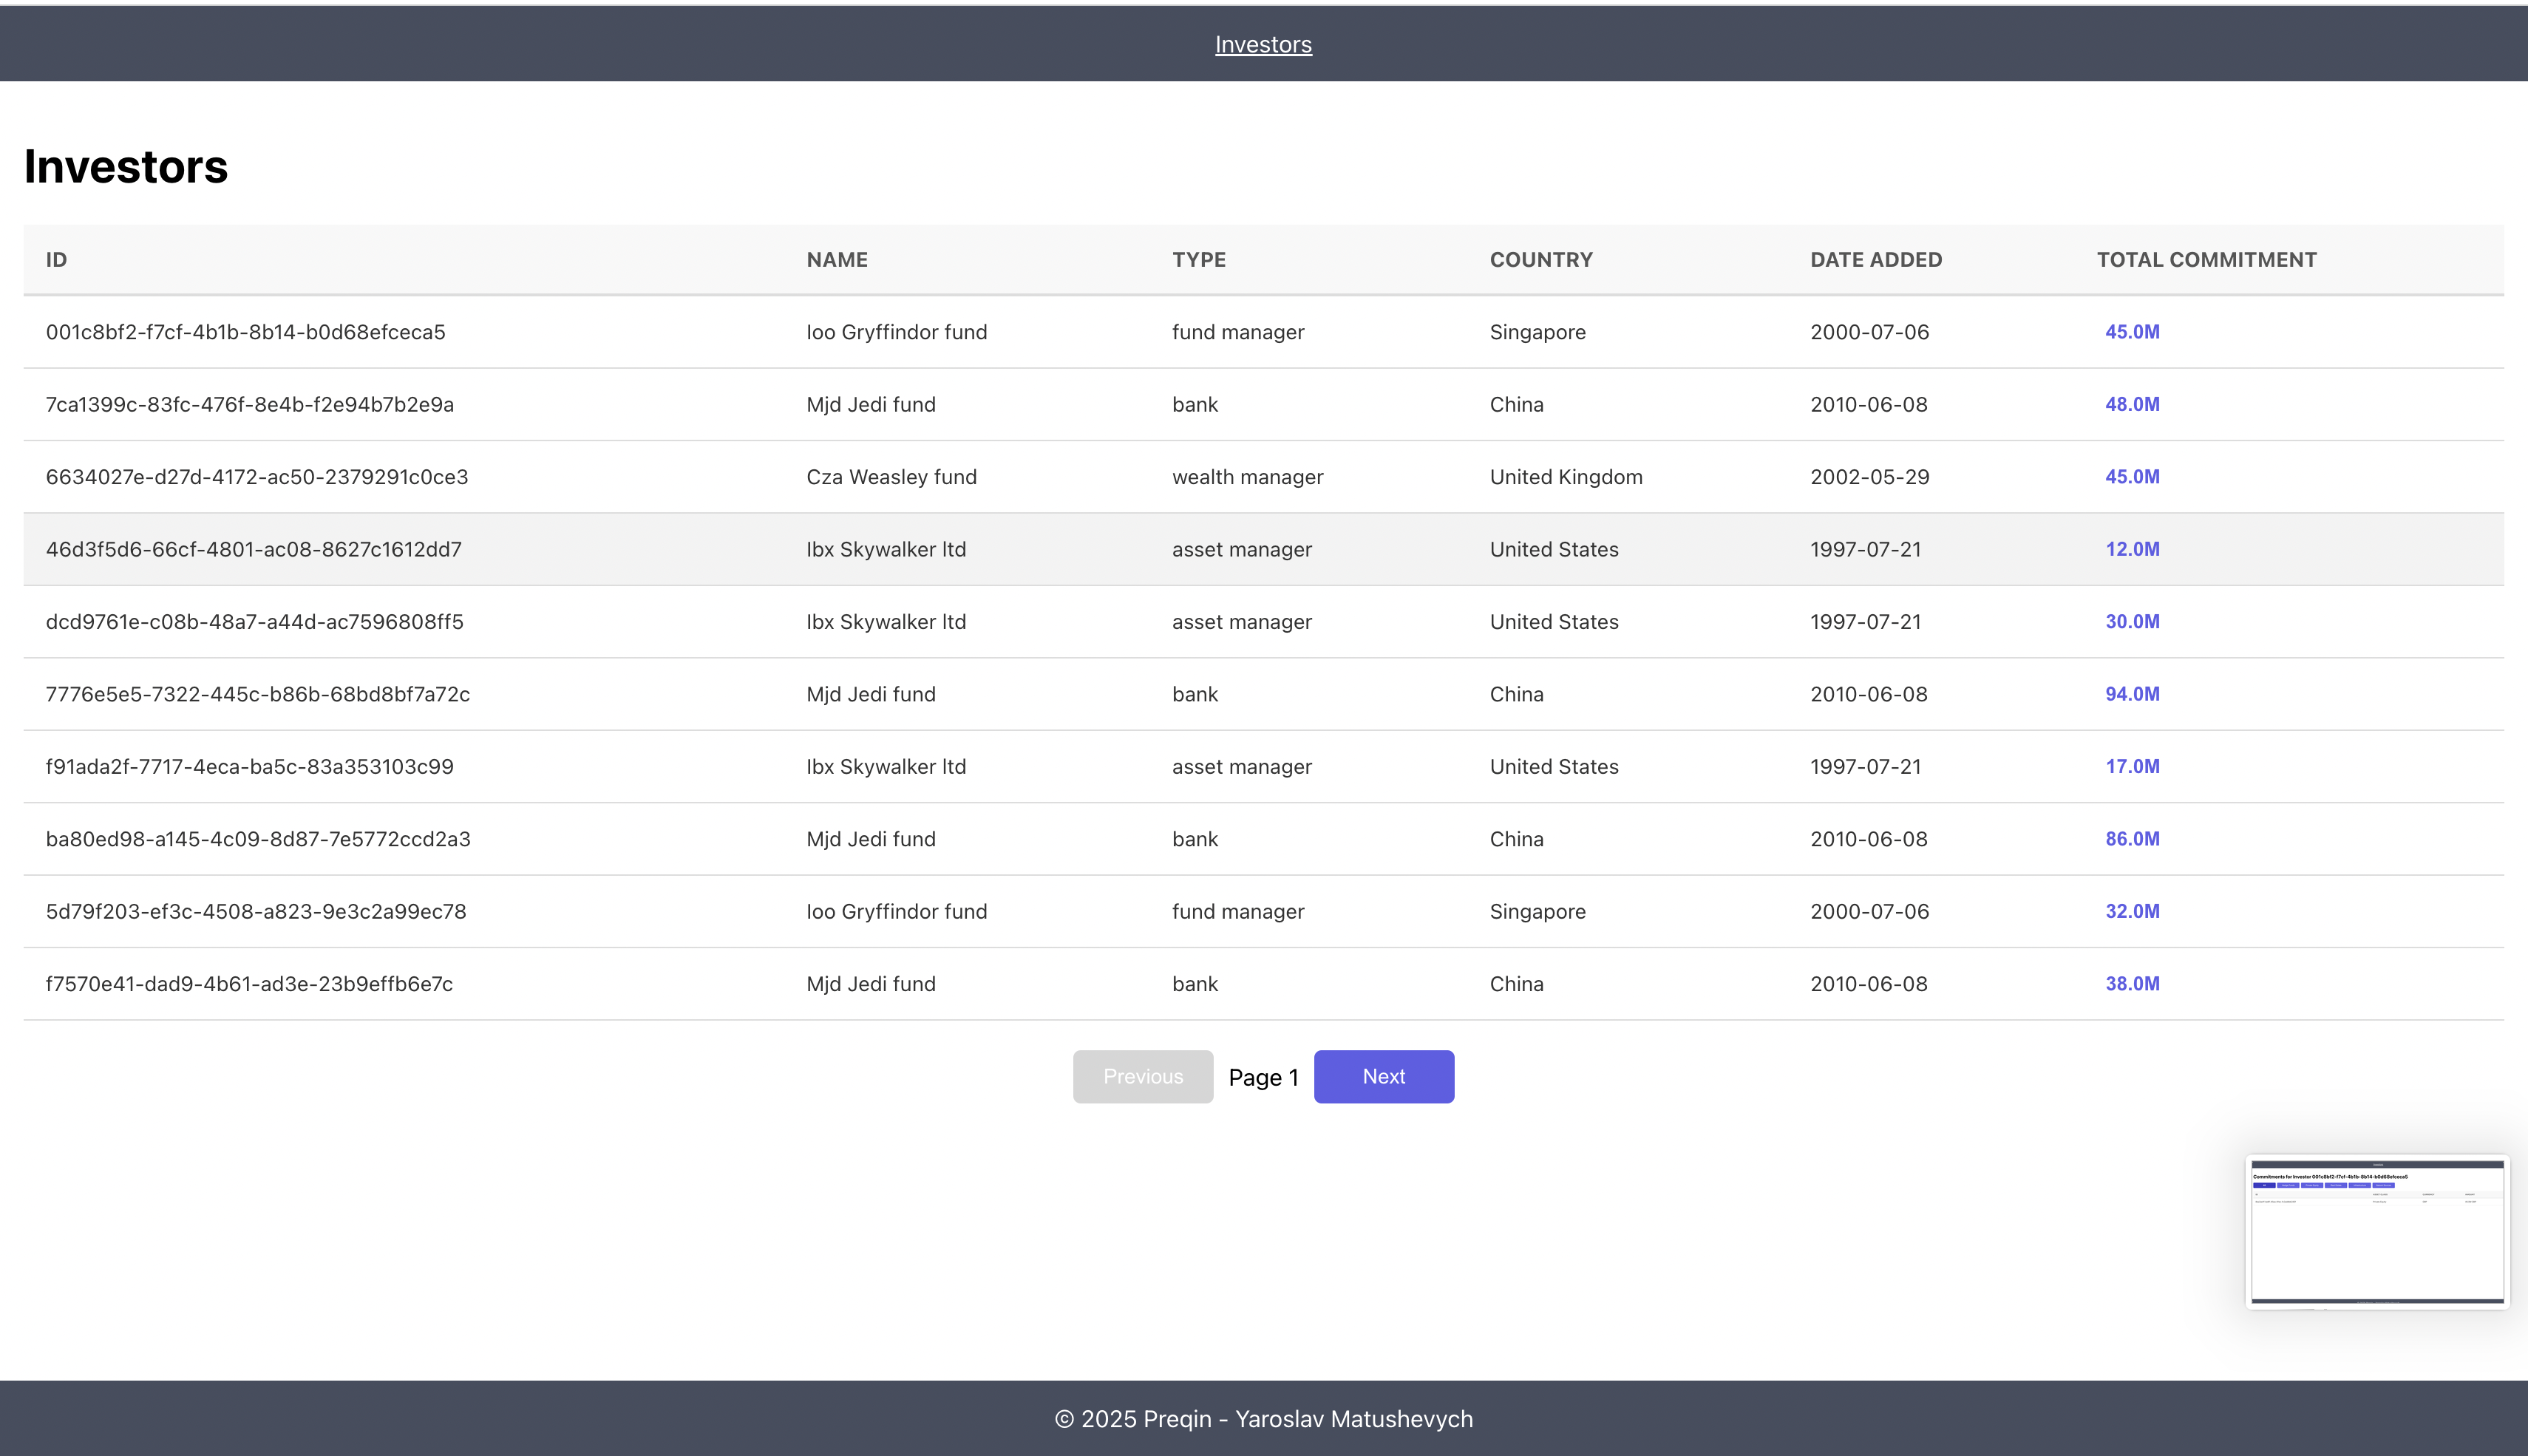 Investors
Investors
ID NAME TYPE COUNTRY DATE ADDED TOTAL COMMITMENT
001c8bf2-f7cf-4b1b-8b14-b0d68efceca5 Ioo Gryffindor fund fund manager Singapore 2000-07-06 45.0M
7ca1399c-83fc-476f-8e4b-f2e94b7b2e9a Mjd Jedi fund bank China 2010-06-08 48.0M
6634027e-d27d-4172-ac50-2379291c0ce3 Cza Weasley fund wealth manager United Kingdom 2002-05-29 45.0M
46d3f5d6-66cf-4801-ac08-8627c1612dd7 Ibx Skywalker ltd asset manager United States 1997-07-21 12.0M
dcd9761e-c08b-48a7-a44d-ac7596808ff5 Ibx Skywalker ltd asset manager United States 1997-07-21 30.0M
7776e5e5-7322-445c-b86b-68bd8bf7a72c Mjd Jedi fund bank China 2010-06-08 94.0M
f91ada2f-7717-4eca-ba5c-83a353103c99 Ibx Skywalker ltd asset manager United States 1997-07-21 17.0M
ba80ed98-a145-4c09-8d87-7e5772ccd2a3 Mjd Jedi fund bank China 2010-06-08 86.0M
5d79f203-ef3c-4508-a823-9e3c2a99ec78 Ioo Gryffindor fund fund manager Singapore 2000-07-06 32.0M
f7570e41-dad9-4b61-ad3e-23b9effb6e7c Mjd Jedi fund bank China 2010-06-08 38.0M
Previous Page 1 Next
Commitments for Investor 001c8bf2-f7cf-4b1b-8b14-b0d68efceca5
© 2025 Preqin - Yaroslav Matushevych